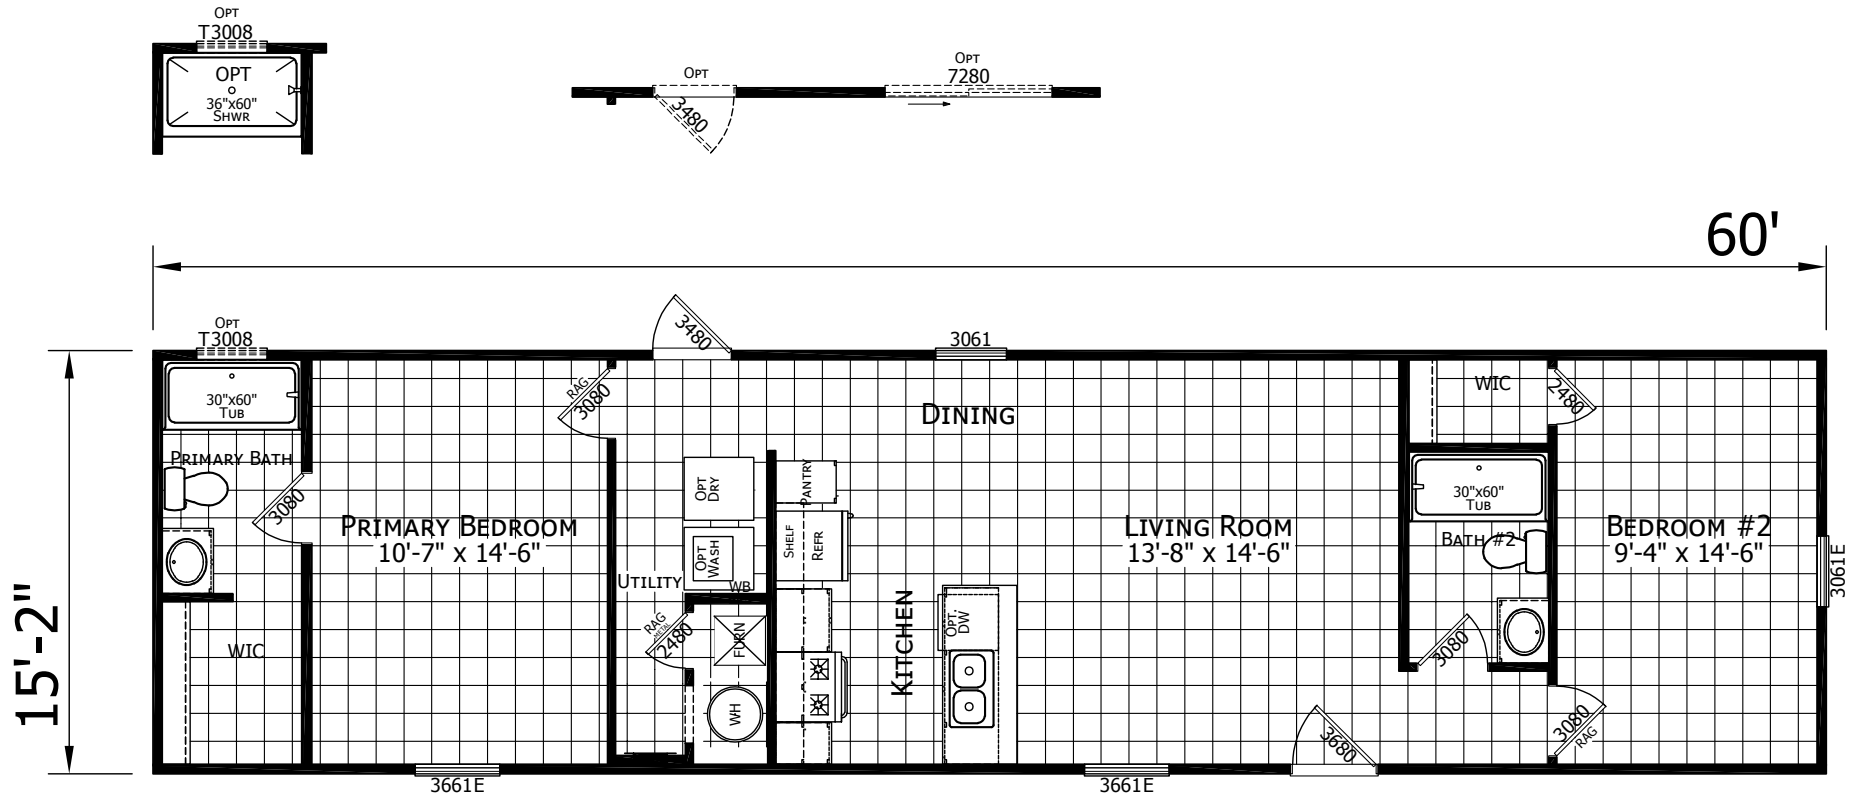 OPT
T3008
OPT
36"x60"
SHWR
OPT
3480
OPT
7280
60'
15'-2"
OPT
T3008
3480
3061
30"x60"
TUB
PRIMARY BATH
3080
WIC
PRIMARY BEDROOM
10'-7" x 14'-6"
RAG
3080
3661E
UTILITY
OPT
DRY
OPT
WASH
WB
RAG
METAL
2480
FURN
WH
DINING
PANTRY
SHELF
REFR
KITCHEN
OPT.
DW
LIVING ROOM
13'-8" x 14'-6"
3661E
3680
WIC
2480
30"x60"
TUB
BATH #2
3080
BEDROOM #2
9'-4" x 14'-6"
3080
RAG
3061E